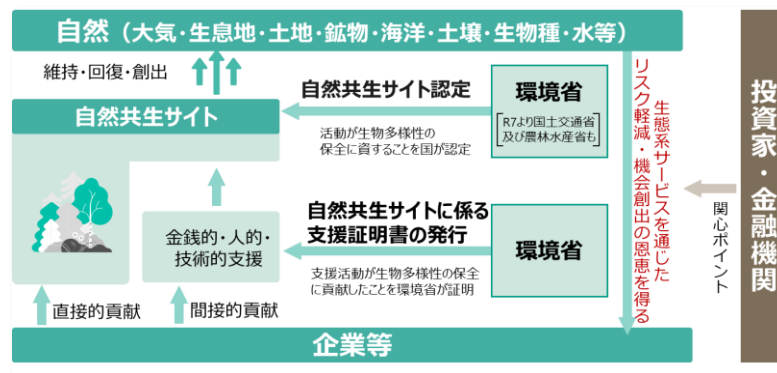 自然（大気・生息地・土地・鉱物・海洋・土壌・生物種・水等）
維持・回復・創出
自然共生サイト
自然共生サイト認定
活動が生物多様性の
保全に資することを国が認定
環境省
R7より国土交通省
及び農林水産省も
金銭的・人的・
技術的支援
自然共生サイトに係る
支援証明書の発行
支援活動が生物多様性の保全
に貢献したことを環境省が証明
環境省
直接的貢献
間接的貢献
企業等
生態系サービスを通じた
リスク軽減・機会創出の恩恵を得る
関心ポイント
投資家・金融機関